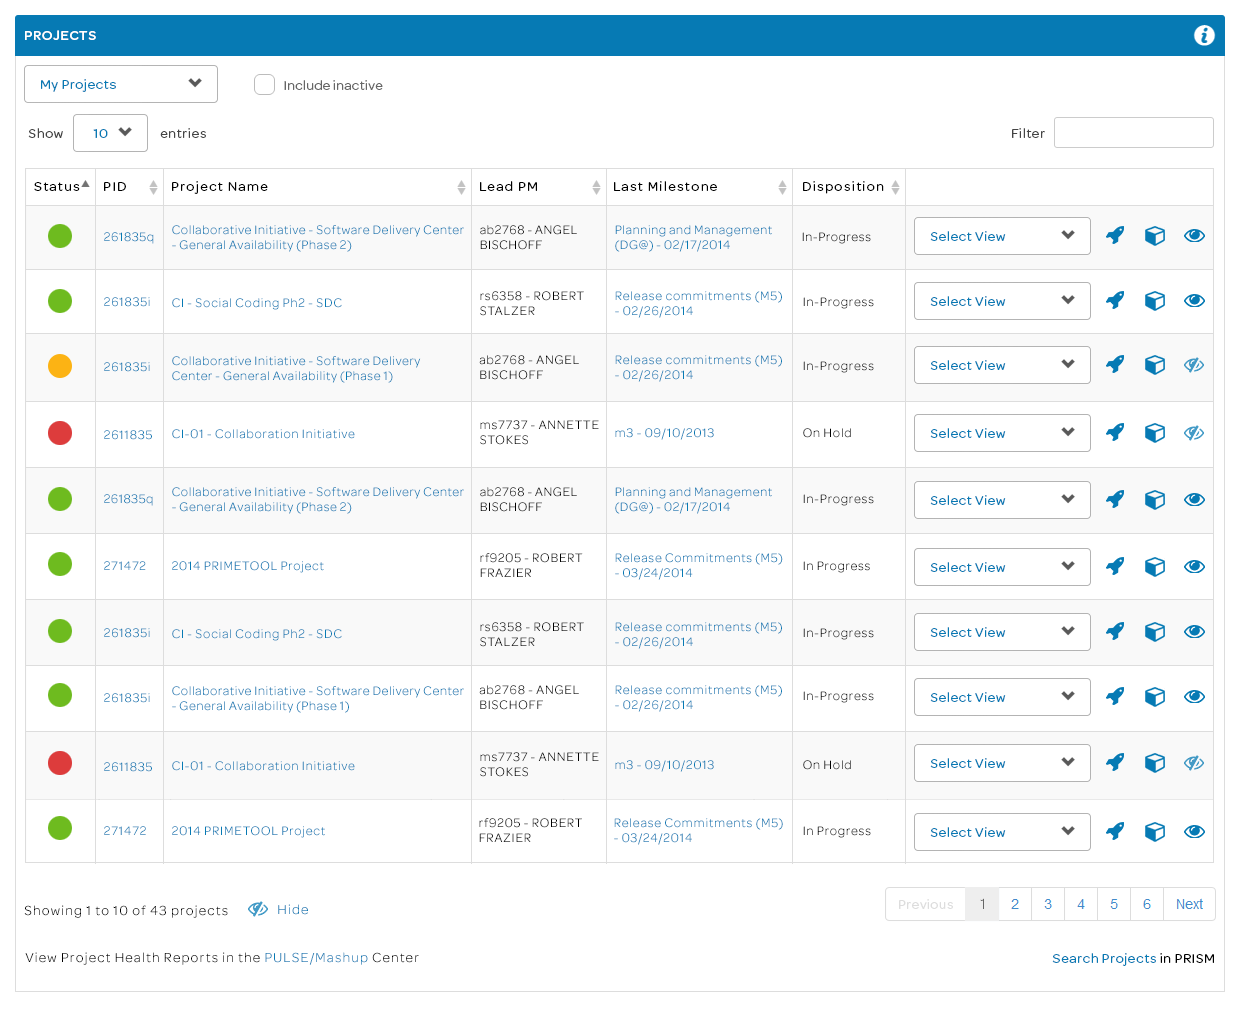 PROJECTS
My Projects
Include inactive
Show 10 entries
Filter
Status PID Project Name Lead PM Last Milestone Disposition
261835q Collaborative Initiative - Software Delivery Center ab2768 - ANGEL Planning and Management In-Progress Select View
- General Availability (Phase 2) BISCHOFF (DG@) - 02/17/2014
261835i CI - Social Coding Ph2 - SDC rs6358 - ROBERT Release commitments (M5) In-Progress Select View
STALZER - 02/26/2014
261835i Collaborative Initiative - Software Delivery ab2768 - ANGEL Release commitments (M5) In-Progress Select View
Center - General Availability (Phase 1) BISCHOFF - 02/26/2014
2611835 CI-01 - Collaboration Initiative ms7737 - ANNETTE m3 - 09/10/2013 On Hold Select View
STOKES
261835q Collaborative Initiative - Software Delivery Center ab2768 - ANGEL Planning and Management In-Progress Select View
- General Availability (Phase 2) BISCHOFF (DG@) - 02/17/2014
271472 2014 PRIMETOOL Project rf9205 - ROBERT Release Commitments (M5) In Progress Select View
FRAZIER - 03/24/2014
261835i CI - Social Coding Ph2 - SDC rs6358 - ROBERT Release commitments (M5) In-Progress Select View
STALZER - 02/26/2014
261835i Collaborative Initiative - Software Delivery Center ab2768 - ANGEL Release commitments (M5) In-Progress Select View
- General Availability (Phase 1) BISCHOFF - 02/26/2014
2611835 CI-01 - Collaboration Initiative ms7737 - ANNETTE m3 - 09/10/2013 On Hold Select View
STOKES
271472 2014 PRIMETOOL Project rf9205 - ROBERT Release Commitments (M5) In Progress Select View
FRAZIER - 03/24/2014
Showing 1 to 10 of 43 projects Hide
Previous 1 2 3 4 5 6 Next
View Project Health Reports in the PULSE/Mashup Center
Search Projects in PRISM